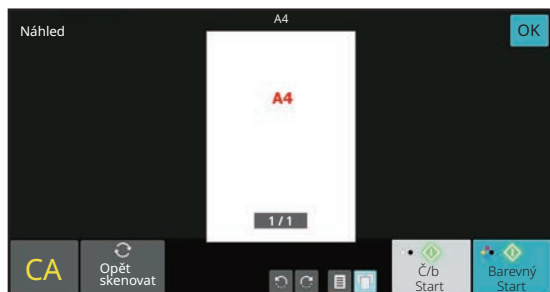 Náhled
A4
OK
A4
1 / 1
CA
Opět
skenovat
Č/b
Start
Barevný
Start